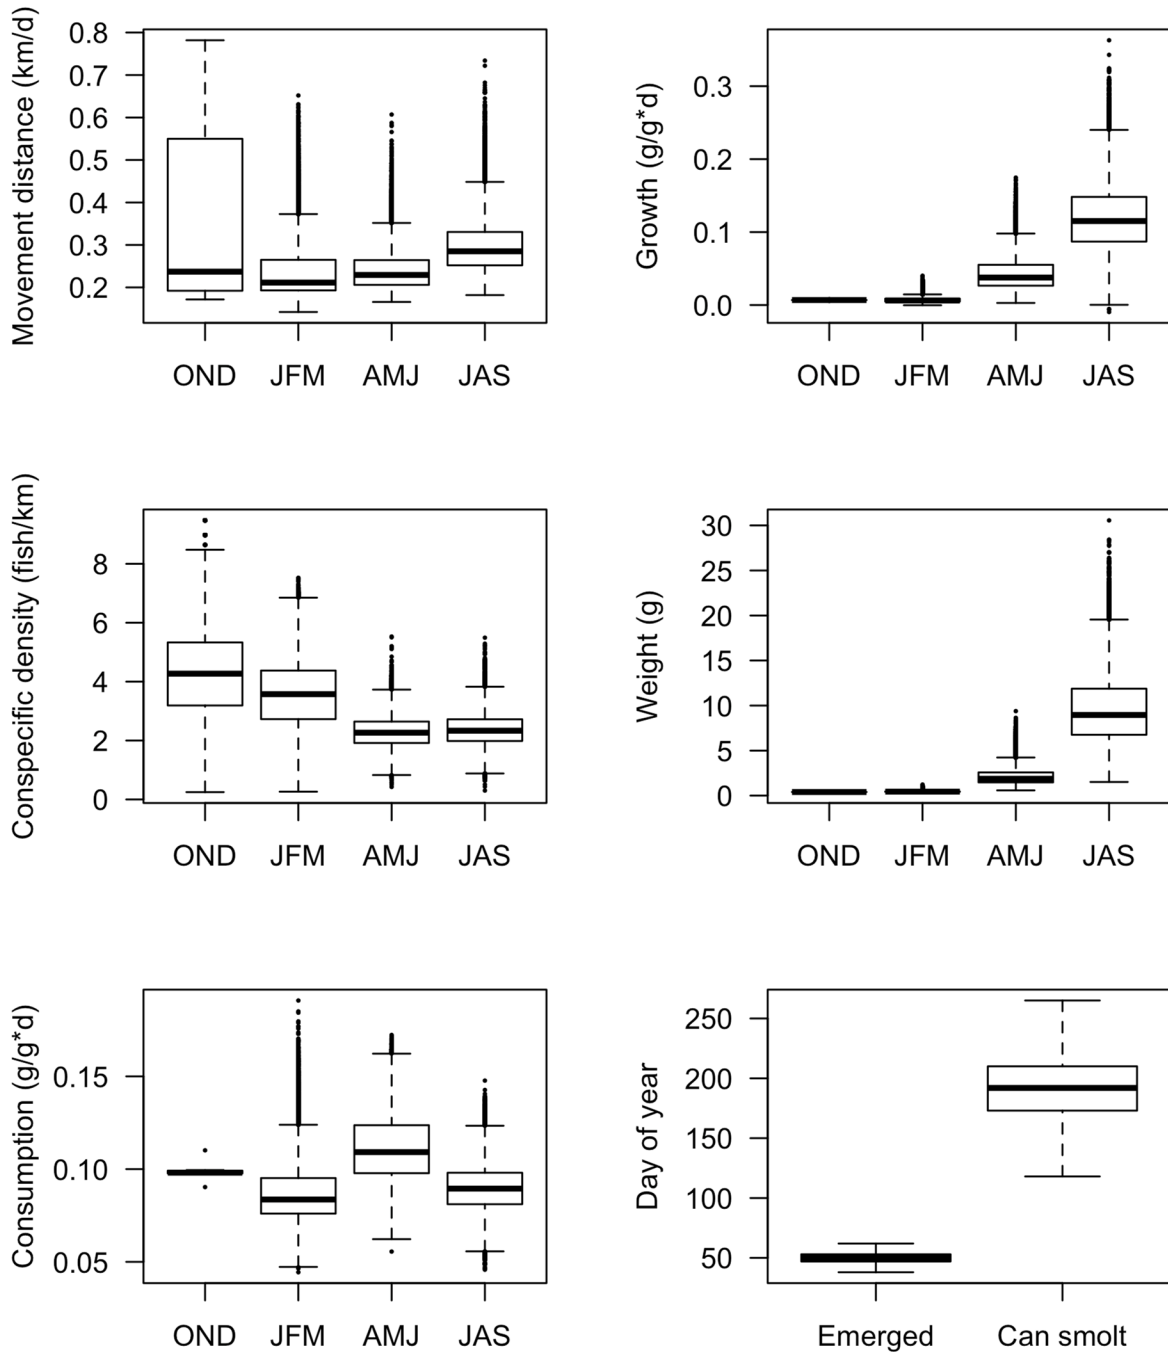 Movement distance (km/d)
0.8
0.7
0.6
0.5
0.4
0.3
0.2
OND JFM AMJ JAS
Growth (g/g*d)
0.3
0.2
0.1
0.0
OND JFM AMJ JAS
Conspecific density (fish/km)
8
6
4
2
0
OND JFM AMJ JAS
Weight (g)
30
25
20
15
10
5
0
OND JFM AMJ JAS
Consumption (g/g*d)
0.15
0.10
0.05
OND JFM AMJ JAS
Day of year
250
200
150
100
50
Emerged Can smolt